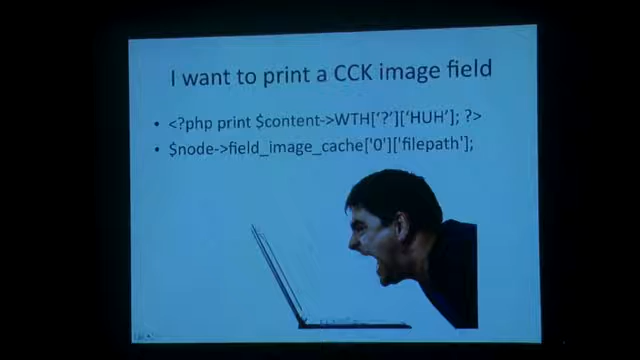 I want to print a CCK image field
• <?php print $content->WTH['?']['HUH']; ?>
• $node->field_image_cache['0']['filepath'];